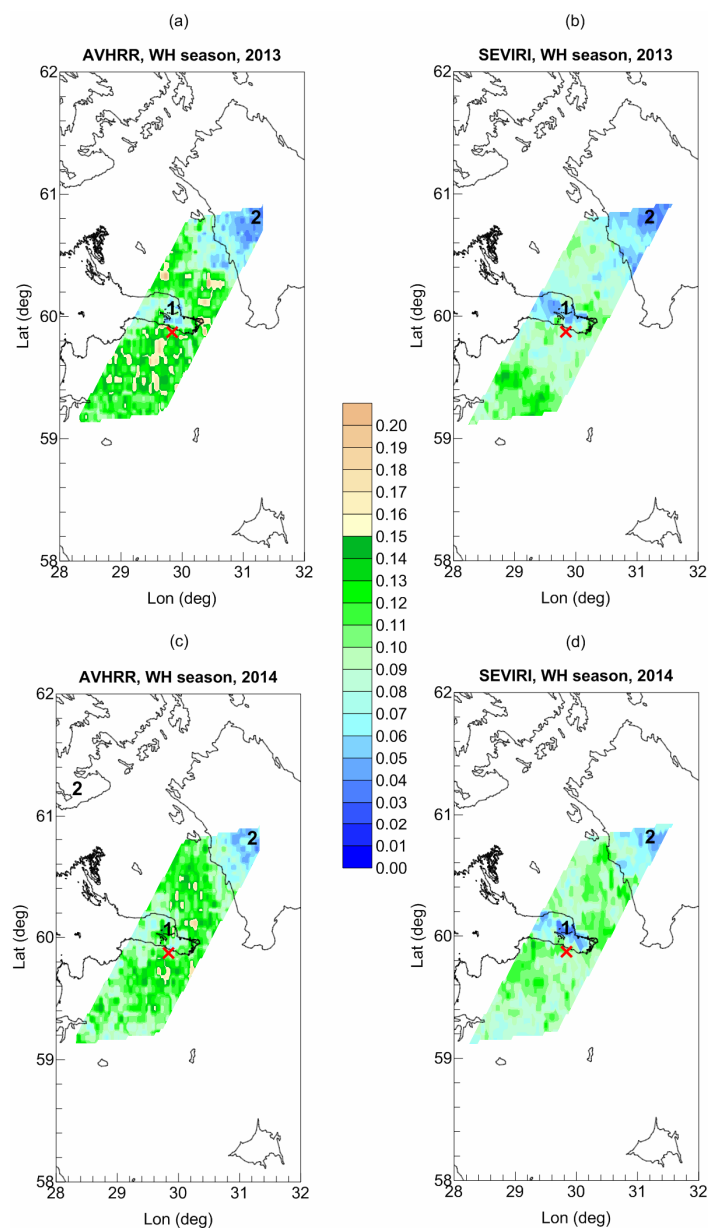 (a)
AVHRR, WH season, 2013
62
61
60
59
58
Lat (deg)
28 29 30 31 32
Lon (deg)
2
1
(b)
SEVIRI, WH season, 2013
62
61
60
59
58
Lat (deg)
28 29 30 31 32
Lon (deg)
2
1
0.20
0.19
0.18
0.17
0.16
0.15
0.14
0.13
0.12
0.11
0.10
0.09
0.08
0.07
0.06
0.05
0.04
0.03
0.02
0.01
0.00
(c)
AVHRR, WH season, 2014
62
61
60
59
58
Lat (deg)
28 29 30 31 32
Lon (deg)
2
2
1
(d)
SEVIRI, WH season, 2014
62
61
60
59
58
Lat (deg)
28 29 30 31 32
Lon (deg)
2
1